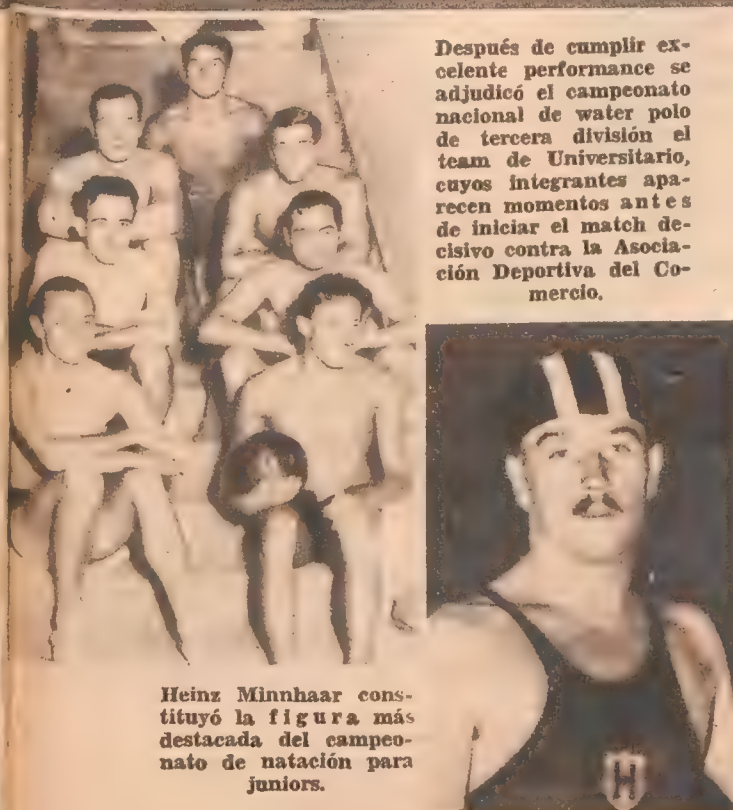 Después de cumplir ex-
celente performance se
adjudicó el campeonato
nacional de water polo
de tercera división el
team de Universitario,
cuyos integrantes apa-
recen momentos antes
de iniciar el match de-
cisivo contra la Asocia-
ción Deportiva del Co-
mercio.
Heinz Minnhaar cons-
tituyó la figura más
destacada del campeo-
nato de natación para
juniors.
H